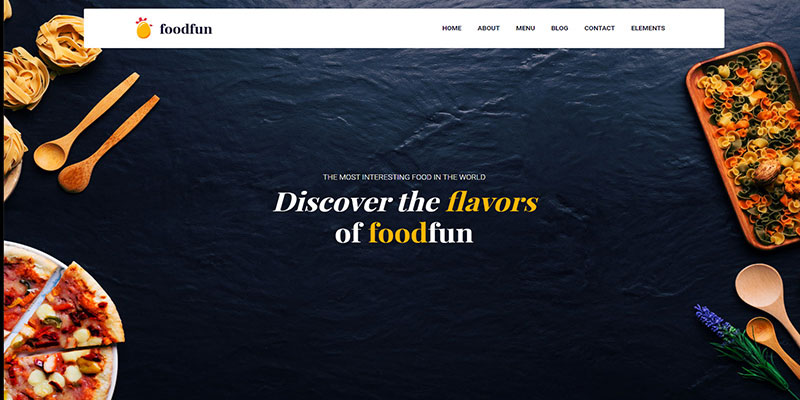 foodfun
HOME ABOUT MENU BLOG CONTACT ELEMENTS
THE MOST INTERESTING FOOD IN THE WORLD
Discover the flavors
of foodfun